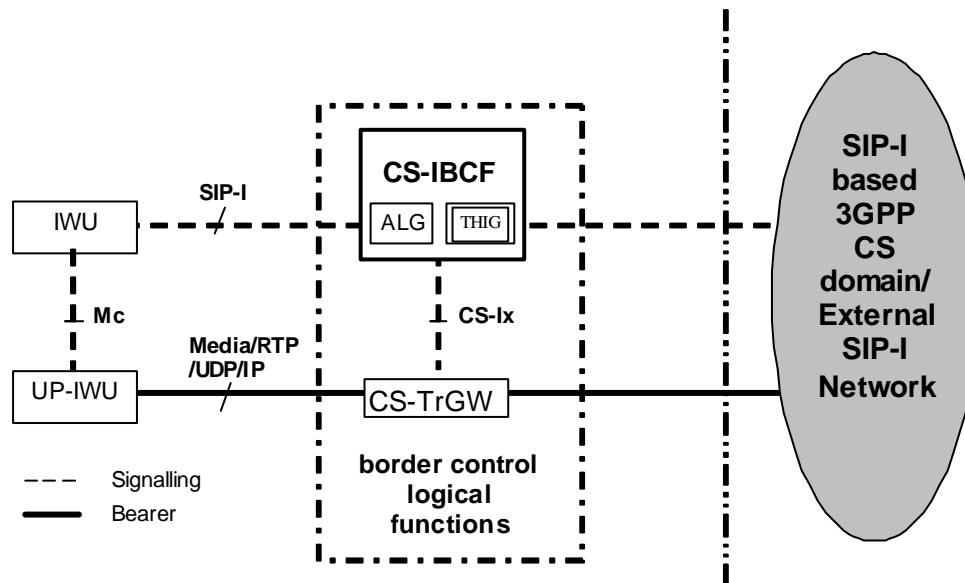 SIP-I
IWU
CS-IBCF
ALG
THIG
Mc
CS-Ix
Media/RTP
/UDP/IP
UP-IWU
CS-TrGW
border control
logical
functions
Signalling
Bearer
SIP-I
based
3GPP
CS
domain/
External
SIP-I
Network